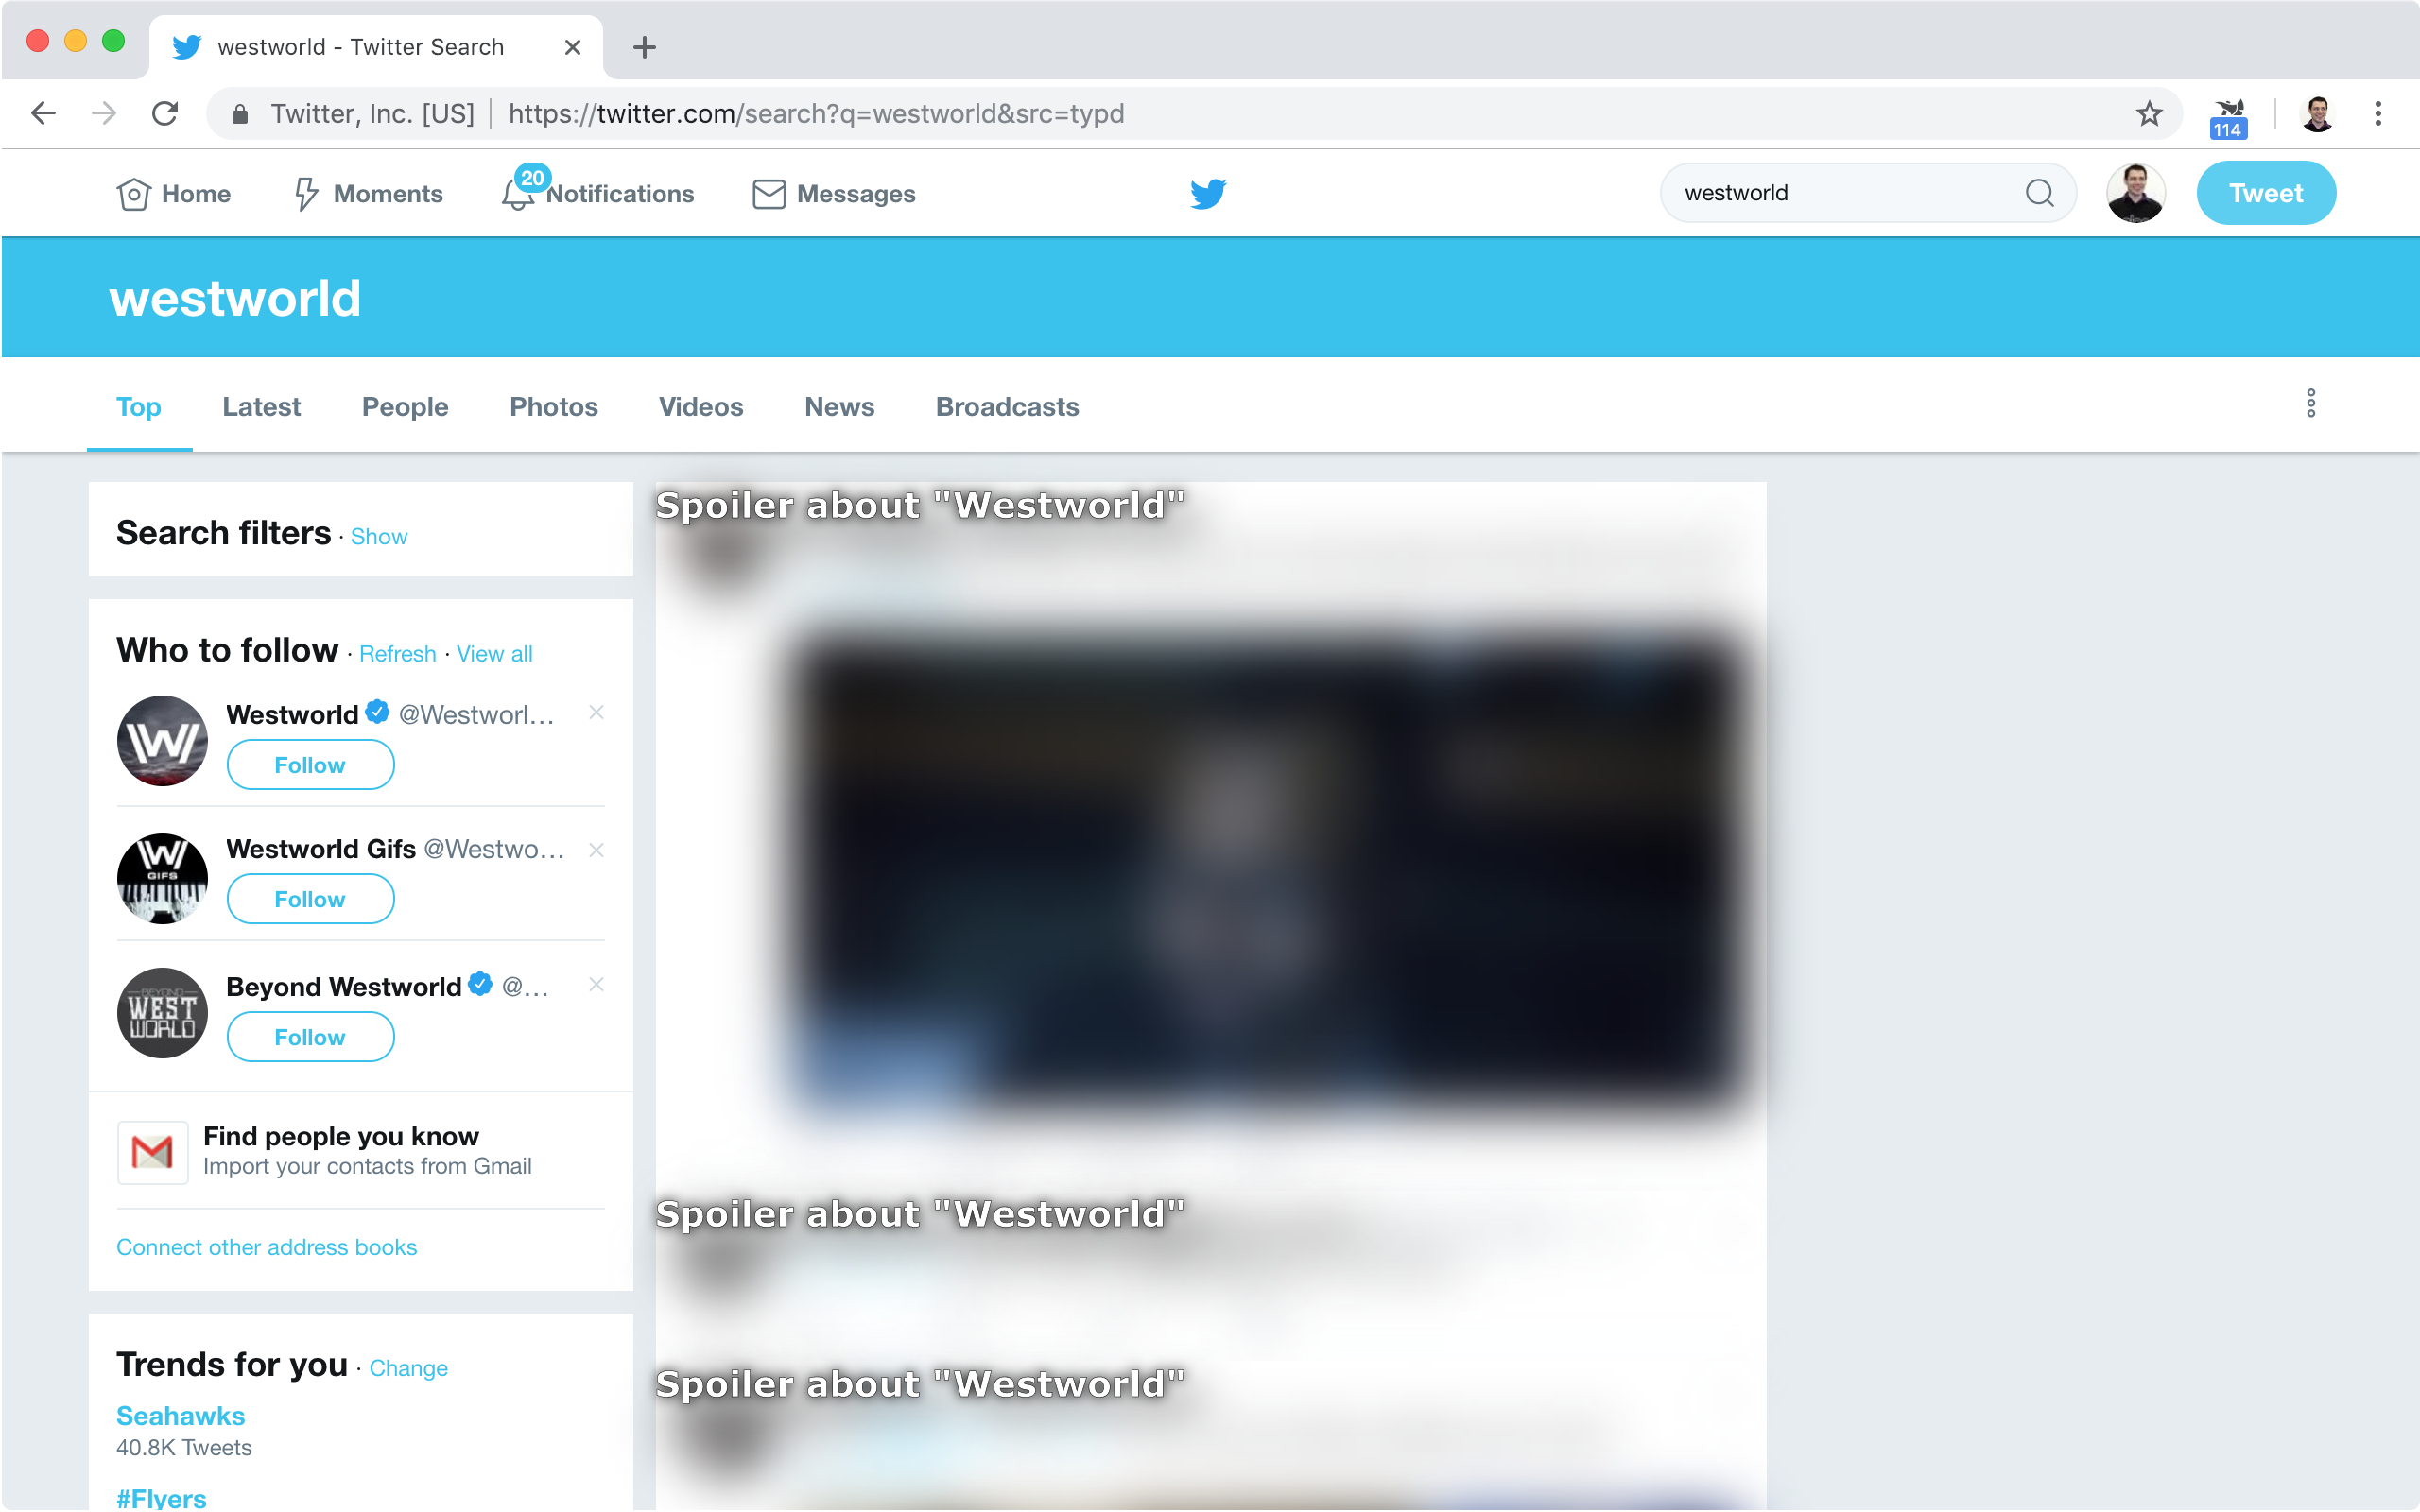 westworld - Twitter Search
Twitter, Inc. [US] https://twitter.com/search?q=westworld&src=typd
114
Home
Moments
20
Notifications
Messages
westworld
Tweet
westworld
Top
Latest
People
Photos
Videos
News
Broadcasts
Search filters · Show
Who to follow · Refresh · View all
W
Westworld @Westworl...
Follow
W
GIFS
Westworld Gifs @Westwo...
Follow
BEYOND
WEST
WORLD
Beyond Westworld @...
Follow
Find people you know
Import your contacts from Gmail
Connect other address books
Trends for you · Change
Seahawks
40.8K Tweets
#Flyers
Spoiler about "Westworld"
Spoiler about "Westworld"
Spoiler about "Westworld"